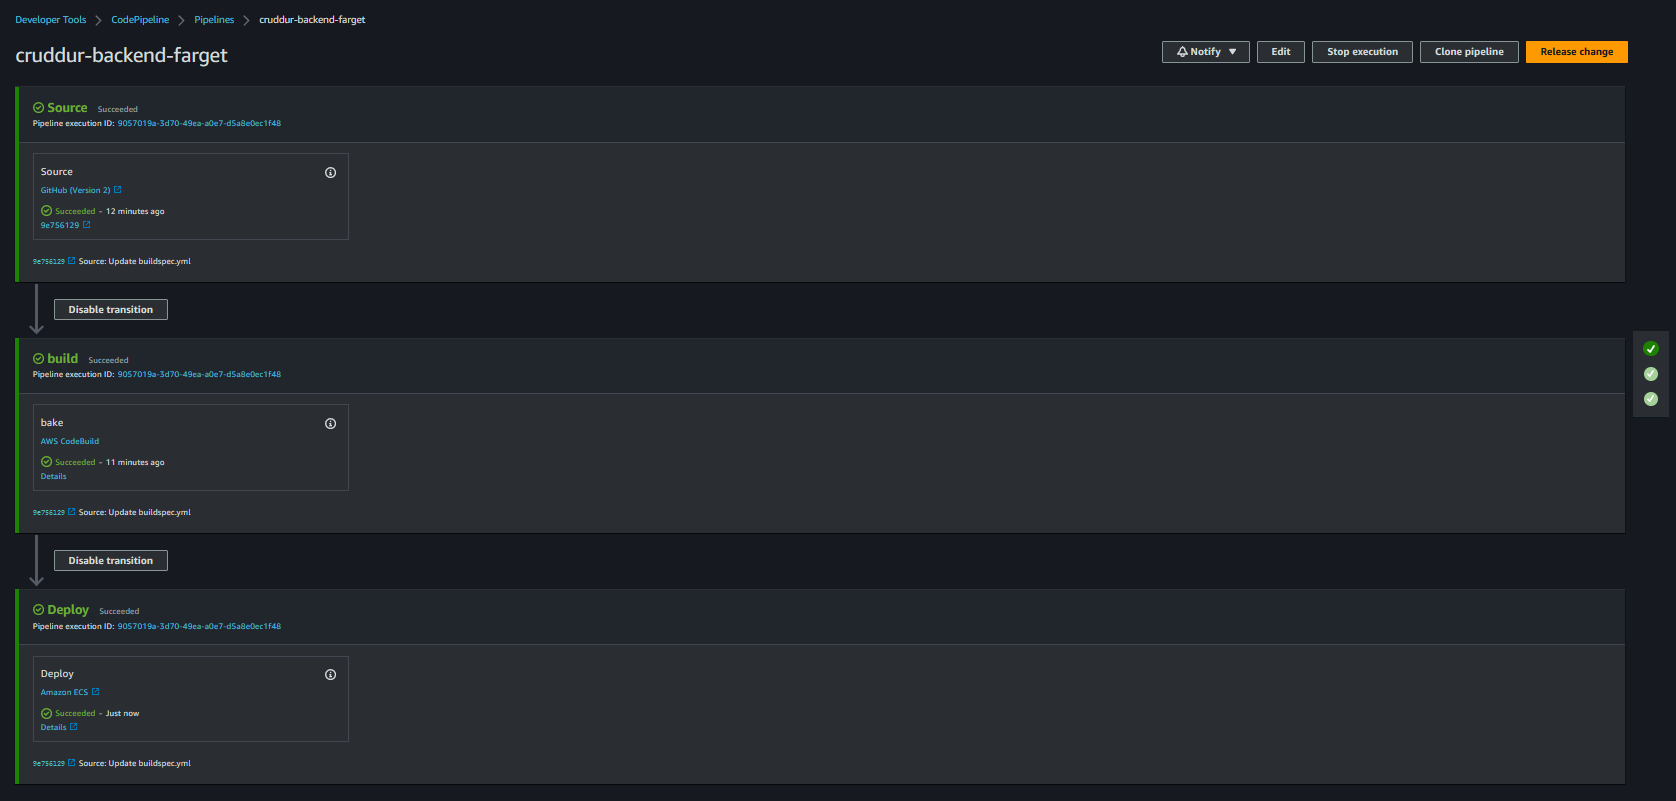 Developer Tools > CodePipeline > Pipelines > cruddur-backend-farget
cruddur-backend-farget
Notify ▼
Edit
Stop execution
Clone pipeline
Release change
Source Succeeded
Pipeline execution ID: 9057019a-3d70-49ea-a0e7-d5a8e0ec1f48
Source
GitHub (Version 2)
Succeeded - 12 minutes ago
9e756129
9e756129 Source: Update buildspec.yml
Disable transition
build Succeeded
Pipeline execution ID: 9057019a-3d70-49ea-a0e7-d5a8e0ec1f48
bake
AWS CodeBuild
Succeeded - 11 minutes ago
Details
9e756129 Source: Update buildspec.yml
Disable transition
Deploy Succeeded
Pipeline execution ID: 9057019a-3d70-49ea-a0e7-d5a8e0ec1f48
Deploy
Amazon ECS
Succeeded - Just now
Details
9e756129 Source: Update buildspec.yml